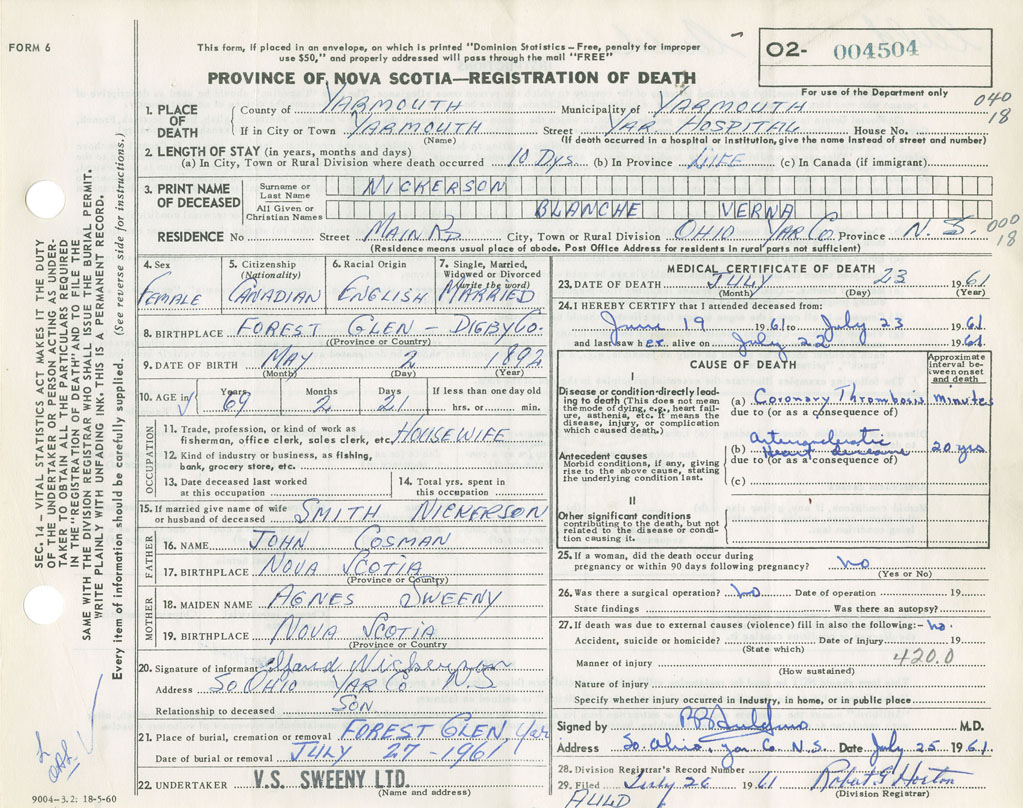 FORM 6
This form, if placed in an envelope, on which is printed "Dominion Statistics—Free, penalty for improper
use $50," and properly addressed will pass through the mail "FREE"
O2- 004504
For use of the Department only
PROVINCE OF NOVA SCOTIA—REGISTRATION OF DEATH
040
18
1. PLACE OF DEATH
County of YARMOUTH Municipality of YARMOUTH
If in City or Town YARMOUTH Street YAR HOSPITAL House No.
(Name) (If death occurred in a hospital or institution, give the name instead of street and number)
2. LENGTH OF STAY (in years, months and days)
(a) In City, Town or Rural Division where death occurred 10 DYS. (b) In Province LIFE (c) In Canada (if immigrant)
3. PRINT NAME OF DECEASED
Surname or Last Name NICKERSON
All Given or Christian Names BLANCHE VERNA
RESIDENCE No Street MAIN RD City, Town or Rural Division OHIO YAR CO Province N. S.
000
18
(Residence means usual place of abode. Post Office Address for residents in rural parts not sufficient)
4. Sex FEMALE
5. Citizenship (Nationality) CANADIAN
6. Racial Origin ENGLISH
7. Single, Married, Widowed or Divorced (write the word) MARRIED
8. BIRTHPLACE FOREST GLEN - DIGBY CO.
((Province or Country)
9. DATE OF BIRTH MAY 2 1892
(Month) (Year)
10. AGE in Years 69 Months 2 Days 21 If less than one day old
hrs. or min.
OCCUPATION
11. Trade, profession, or kind of work as
fisherman, office clerk, sales clerk, etc. HOUSEWIFE
12. Kind of industry or business, as fishing,
bank, grocery store, etc.
13. Date deceased last worked
at this occupation
14. Total yrs. spent in
this occupation
15. If married give name of wife
or husband of deceased SMITH NICKERSON
FATHER
16. NAME JOHN COSMAN
17. BIRTHPLACE NOVA SCOTIA
(Province or Country)
MOTHER
18. MAIDEN NAME AGNES SWEENY
19. BIRTHPLACE NOVA SCOTIA
(Province or Country
20. Signature of informant Nickerson
Address SO. OHIO YAR CO N.S
Relationship to deceased SON
21. Place of burial, cremation or removal FOREST GLEN, Yar
Date of burial or removal JULY 27-1961
22. UNDERTAKER V.S. SWEENY LTD.
(Name and address)
9004-3.2: 18-5-60
MEDICAL CERTIFICATE OF DEATH
23. DATE OF DEATH JULY 23 1961
(Month) (Day) (Year)
24. I HEREBY CERTIFY that I attended deceased from:
June 19 1961 to July 23 1961
and last saw her alive on July 22 1961
CAUSE OF DEATH
Approximate interval between onset and death
I
Disease or condition directly lead-
ing to death (This does not mean
the mode of dying, e.g., heart fail-
ure, asthenia, etc. It means the
disease, injury, or complication
which caused death.)
(a) Coronary Thrombosis minutes
due to (or as a consequence of)
Antecedent causes
Morbid conditions, if any, giving
rise to the above cause, stating
the underlying condition last.
(b) Arteriosclerotic
Heart disease 20 yrs
due to (or as a consequence of)
(c)
II
Other significant conditions
contributing to the death, but not
related to the disease or condi-
tion causing it.
25. If a woman, did the death occur during
pregnancy or within 90 days following pregnancy? no
(Yes or No)
26. Was there a surgical operation? no Date of operation 19
State findings Was there an autopsy?
27. If death was due to external causes (violence) fill in also the following:- no.
Accident, suicide or homicide? Date of injury 19
(State which)
420.0
Manner of injury
(How sustained)
Nature of injury
Specify whether injury occurred in industry, in home, or in public place
Signed by M.D.
Address So. Ohio, Yar. Co. N.S. Date July 25 1961
28. Division Registrar's Record Number
29. Filed July 26 1961 Robert S Horton
(Division Registrar)
AULD
SEC. 14 – VITAL STATISTICS ACT MAKES IT THE DUTY
OF THE UNDERTAKER OR PERSON ACTING AS UNDER-
TAKER TO OBTAIN ALL THE PARTICULARS REQUIRED
IN THE "REGISTRATION OF DEATH" AND TO FILE THE
SAME WITH THE DIVISION REGISTRAR WHO SHALL ISSUE THE BURIAL PERMIT.
WRITE PLAINLY WITH UNFADING INK. THIS IS A PERMANENT RECORD.
Every item of information should be carefully supplied. (See reverse side for instructions.)